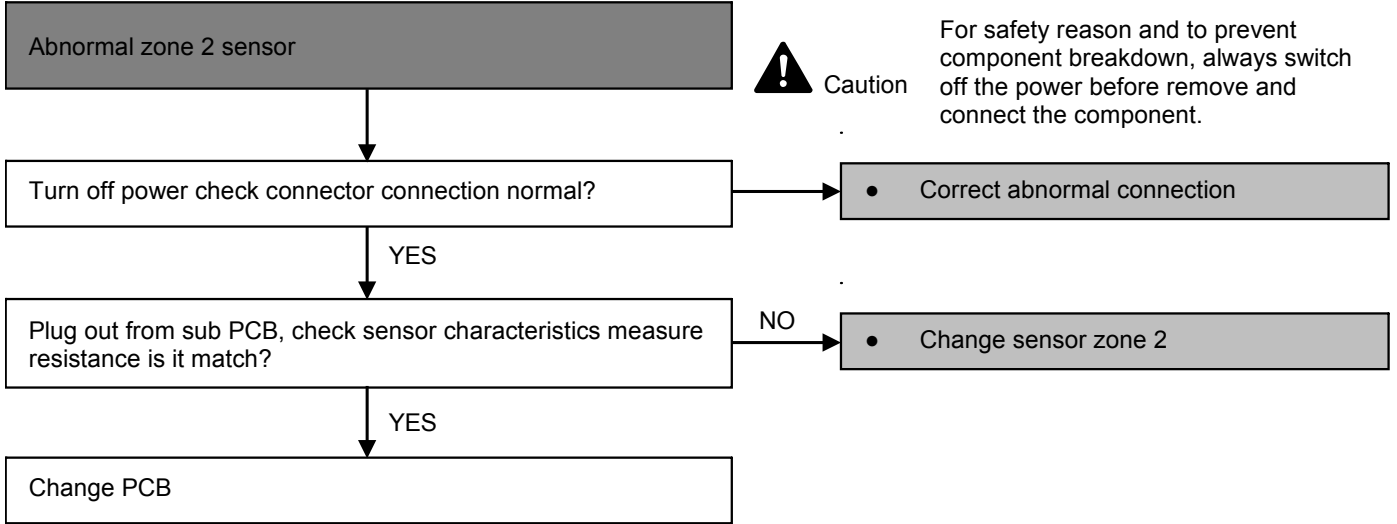 Abnormal zone 2 sensor
Caution
For safety reason and to prevent
component breakdown, always switch
off the power before remove and
connect the component.
Turn off power check connector connection normal?
● Correct abnormal connection
YES
Plug out from sub PCB, check sensor characteristics measure
resistance is it match?
NO
● Change sensor zone 2
YES
Change PCB